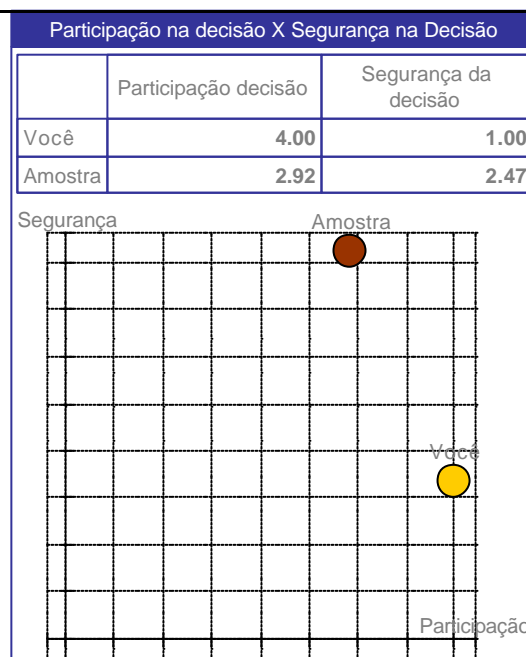 Participação na decisão X Segurança na Decisão
Participação decisão
Segurança da
decisão
Você 4.00 1.00
Amostra 2.92 2.47
Segurança
Amostra
Você
Participação